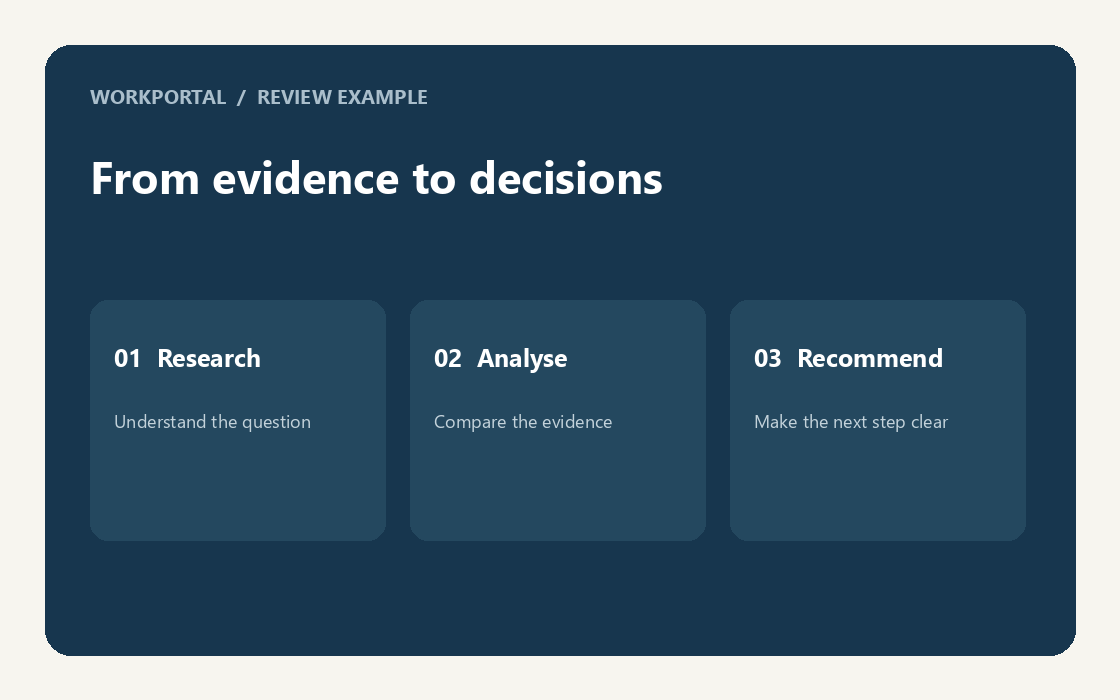 WORKPORTAL / REVIEW EXAMPLE
From evidence to decisions
01 Research
Understand the question
02 Analyse
Compare the evidence
03 Recommend
Make the next step clear